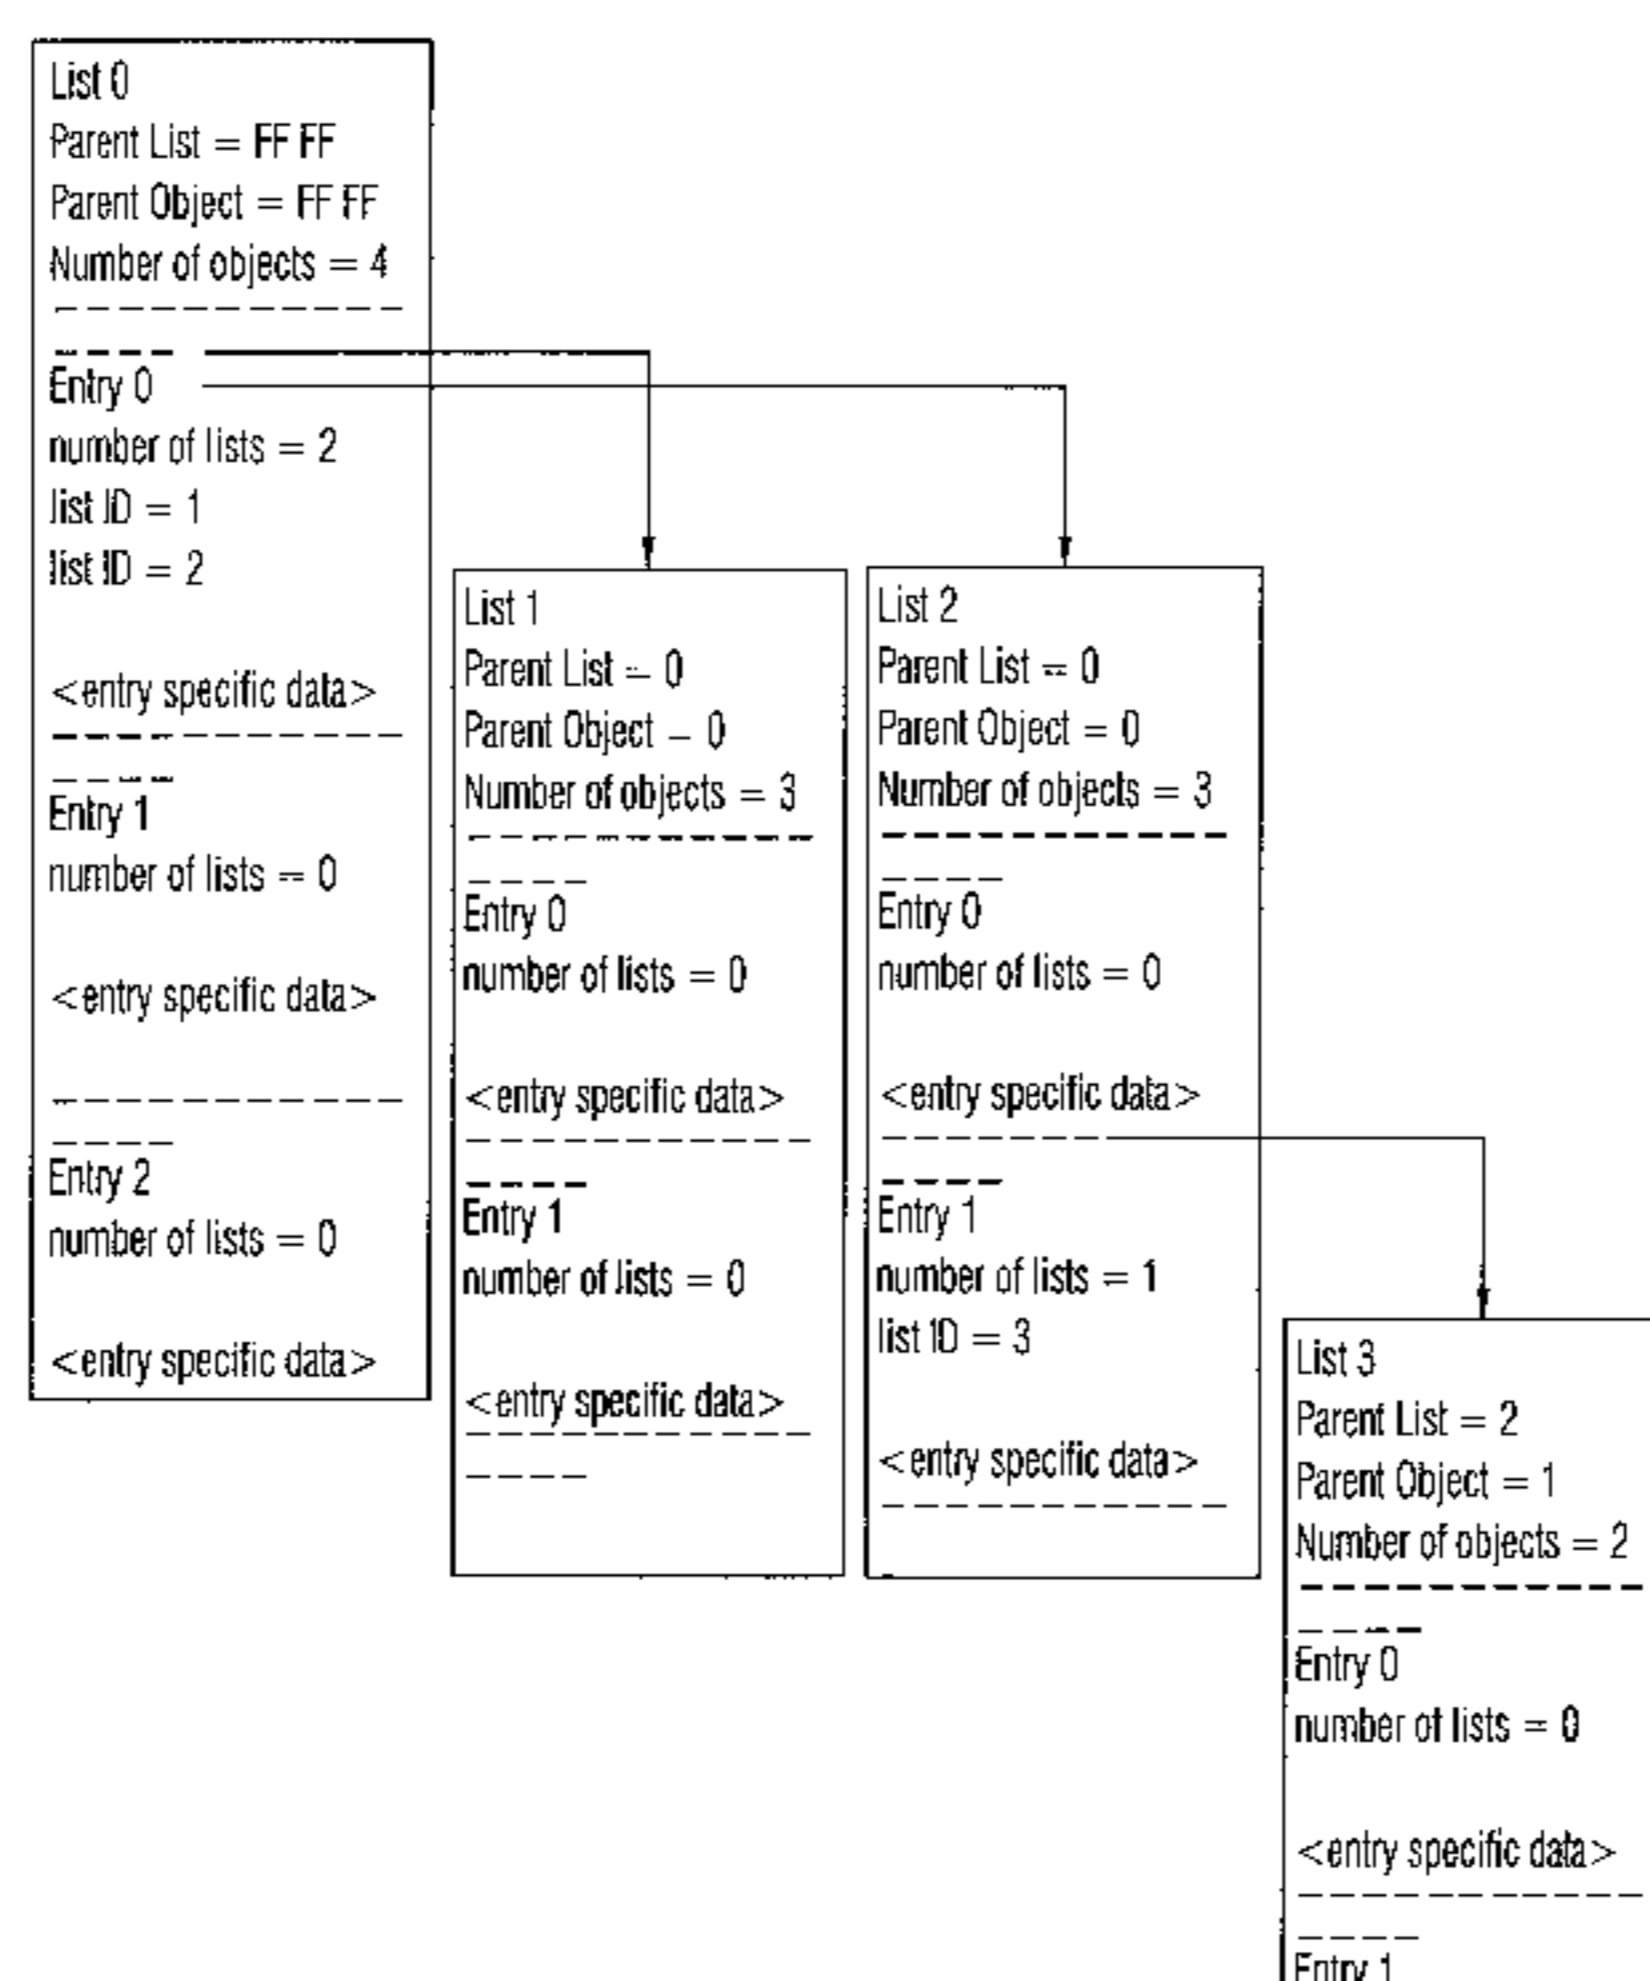 List 0
Parent List = FF FF
Parent Object = FF FF
Number of objects = 4
Entry 0
number of lists = 2
list ID = 1
list ID = 2
<entry specific data>
Entry 1
number of lists = 0
<entry specific data>
Entry 2
number of lists = 0
<entry specific data>
List 1
Parent List = 0
Parent Object = 0
Number of objects = 3
Entry 0
number of lists = 0
<entry specific data>
Entry 1
number of lists = 0
<entry specific data>
List 2
Parent List = 0
Parent Object = 0
Number of objects = 3
Entry 0
number of lists = 0
<entry specific data>
Entry 1
number of lists = 1
list ID = 3
<entry specific data>
List 3
Parent List = 2
Parent Object = 1
Number of objects = 2
Entry 0
number of lists = 0
<entry specific data>
Entry 1